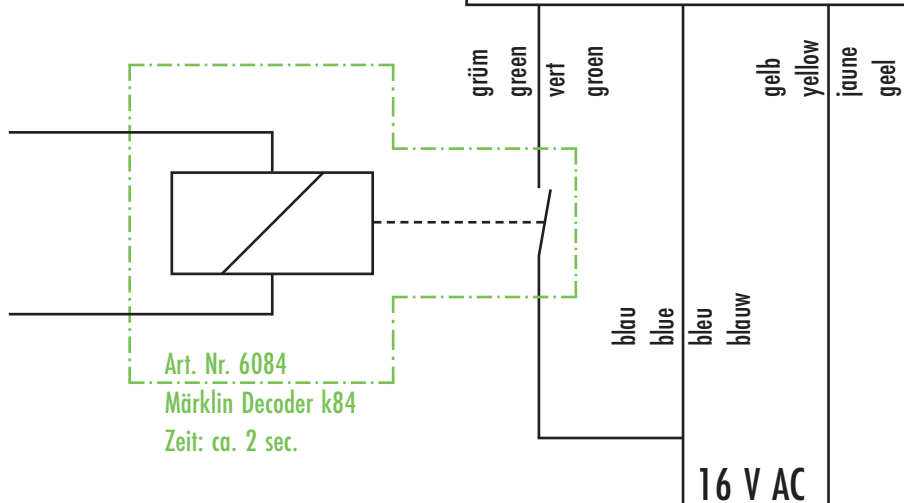 grüm
green
vert
groen
gelb
yellow
jaune
geel
blau
blue
bleu
blauw
Art. Nr. 6084
Märklin Decoder k84
Zeit: ca. 2 sec.
16 V AC